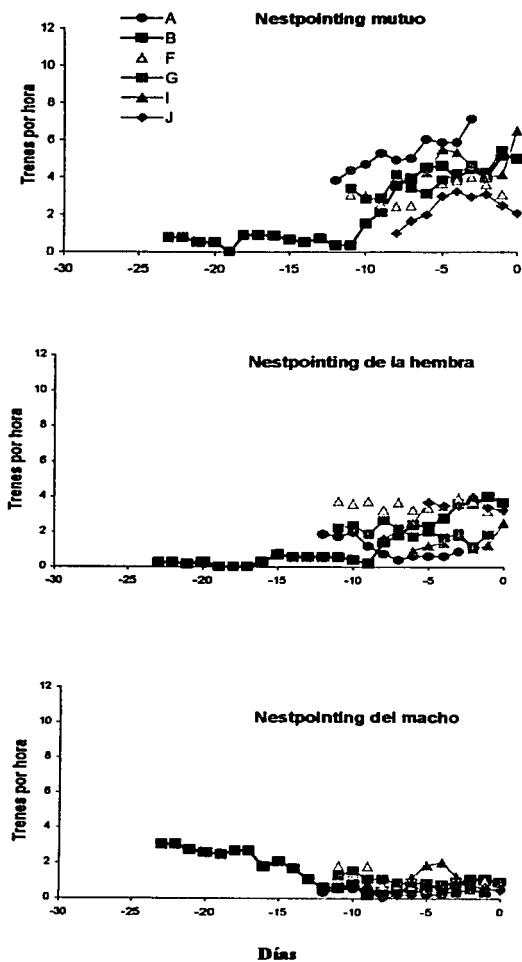 Nestpointing mutuo
A
B
F
G
I
J
Trenes por hora
12
10
8
6
4
2
0
-30 -25 -20 -15 -10 -5 0
Nestpointing de la hembra
Trenes por hora
12
10
8
6
4
2
0
-30 -25 -20 -15 -10 -5 0
Nestpointing del macho
Trenes por hora
12
10
8
6
4
2
0
-30 -25 -20 -15 -10 -5 0
Días